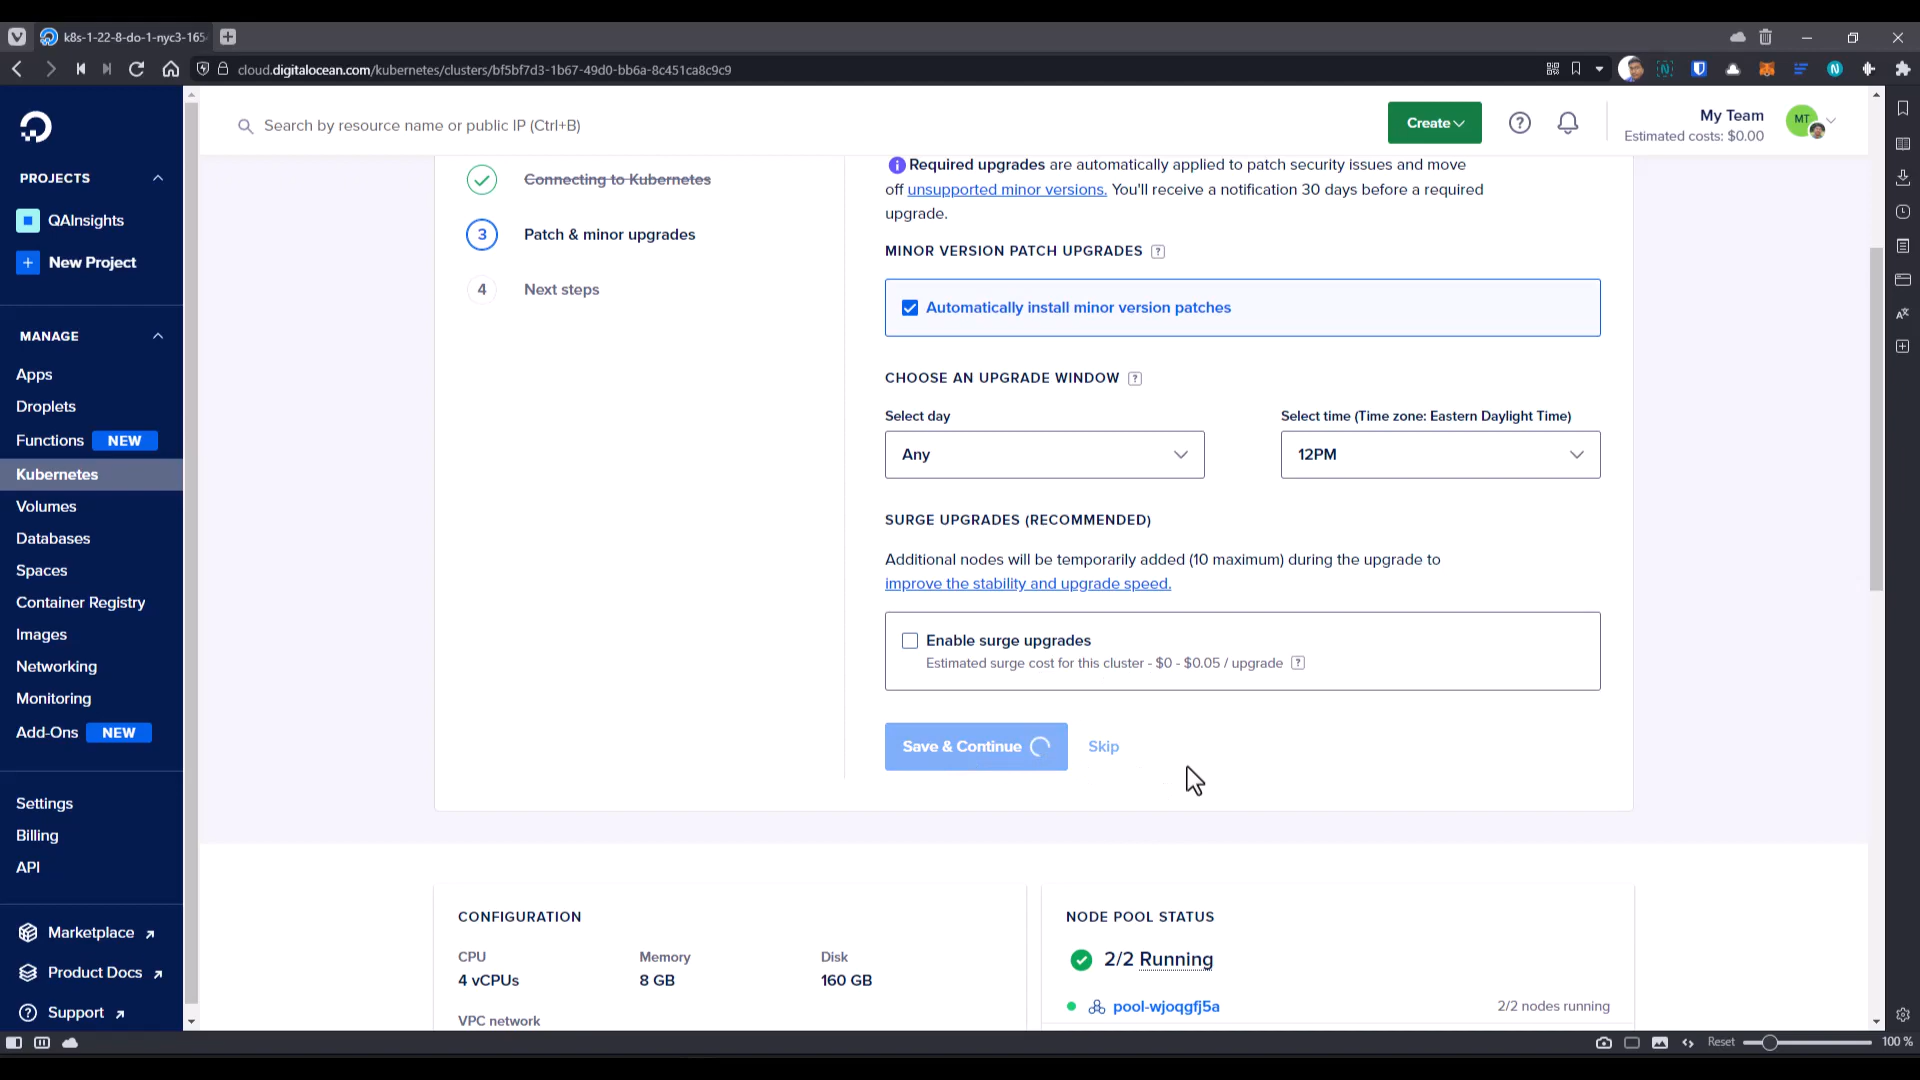 k8s-1-22-8-do-1-nyc3-165
cloud.digitalocean.com/kubernetes/clusters/bf5bf7d3-1b67-49d0-bb6a-8c451ca8c9c9
Search by resource name or public IP (Ctrl+B)
Create
?
My Team
Estimated costs: $0.00
MT
PROJECTS
QAInsights
+ New Project
MANAGE
Apps
Droplets
Functions NEW
Kubernetes
Volumes
Databases
Spaces
Container Registry
Images
Networking
Monitoring
Add-Ons NEW
Settings
Billing
API
Marketplace
Product Docs
? Support
Connecting to Kubernetes
3 Patch & minor upgrades
4 Next steps
Required upgrades are automatically applied to patch security issues and move
off unsupported minor versions. You'll receive a notification 30 days before a required
upgrade.
MINOR VERSION PATCH UPGRADES ?
Automatically install minor version patches
CHOOSE AN UPGRADE WINDOW ?
Select day
Any
Select time (Time zone: Eastern Daylight Time)
12PM
SURGE UPGRADES (RECOMMENDED)
Additional nodes will be temporarily added (10 maximum) during the upgrade to
improve the stability and upgrade speed.
Enable surge upgrades
Estimated surge cost for this cluster - $0 - $0.05 / upgrade ?
Save & Continue
Skip
CONFIGURATION
CPU
4 vCPUs
Memory
8 GB
Disk
160 GB
VPC network
NODE POOL STATUS
2/2 Running
pool-wjoqgfj5a
2/2 nodes running
Reset
100 %